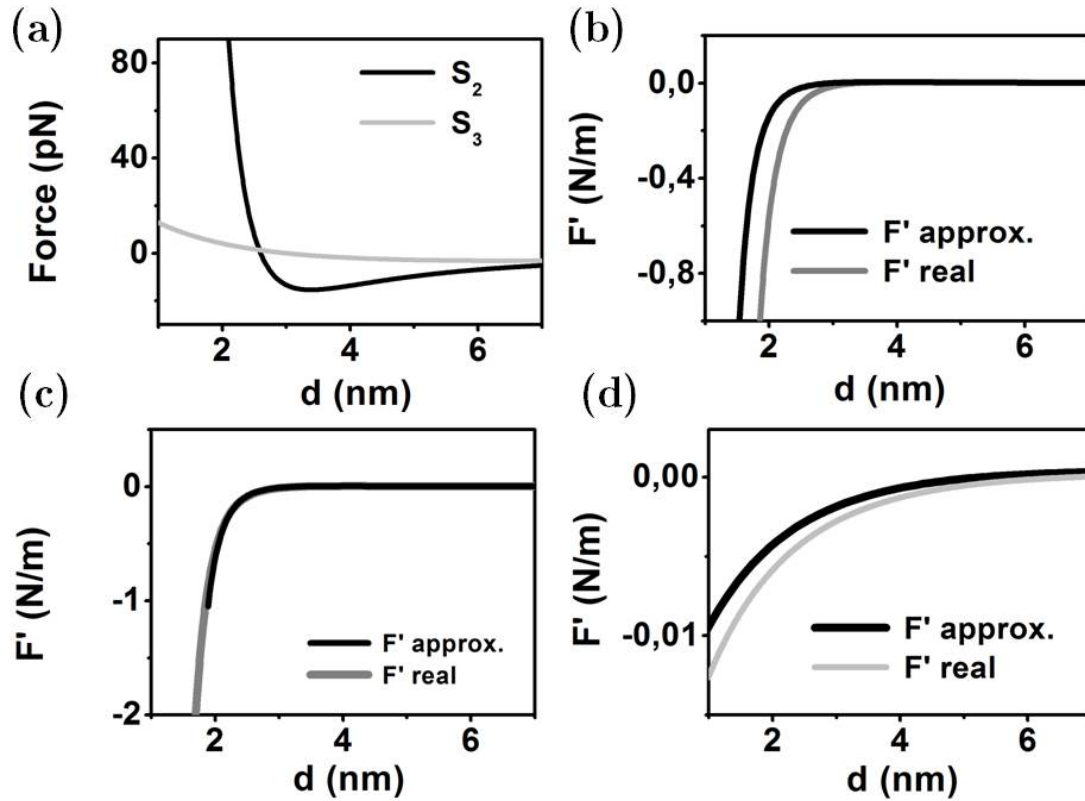 (a)
80
40
0
Force (pN)
S₂
S₃
2
4
6
d (nm)
(b)
0,0
-0,4
-0,8
F' (N/m)
F' approx.
F' real
2
4
6
d (nm)
(c)
0
-1
-2
F' (N/m)
F' approx.
F' real
2
4
6
d (nm)
(d)
0,00
-0,01
F' (N/m)
F' approx.
F' real
2
4
6
d (nm)